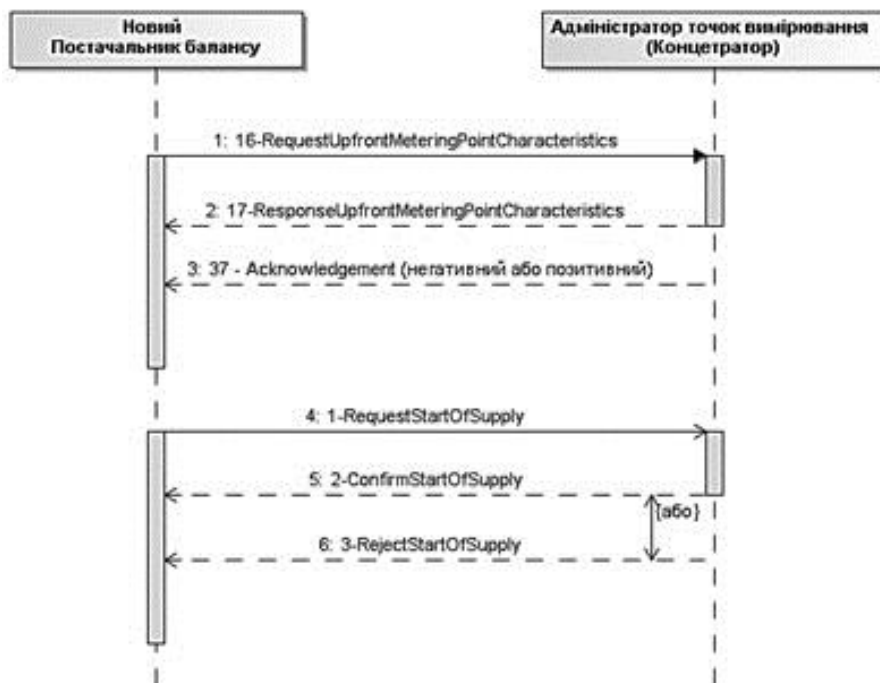 Новий
Постачальник балансу
Адміністратор точок вимірювання
(Концетратор)
1: 16-RequestUpfrontMeteringPointCharacteristics
2: 17-ResponseUpfrontMeteringPointCharacteristics
3: 37 - Acknowledgement (негативний або позитивний)
4: 1-RequestStartOfSupply
5: 2-ConfirmStartOfSupply
{або}
6: 3-RejectStartOfSupply